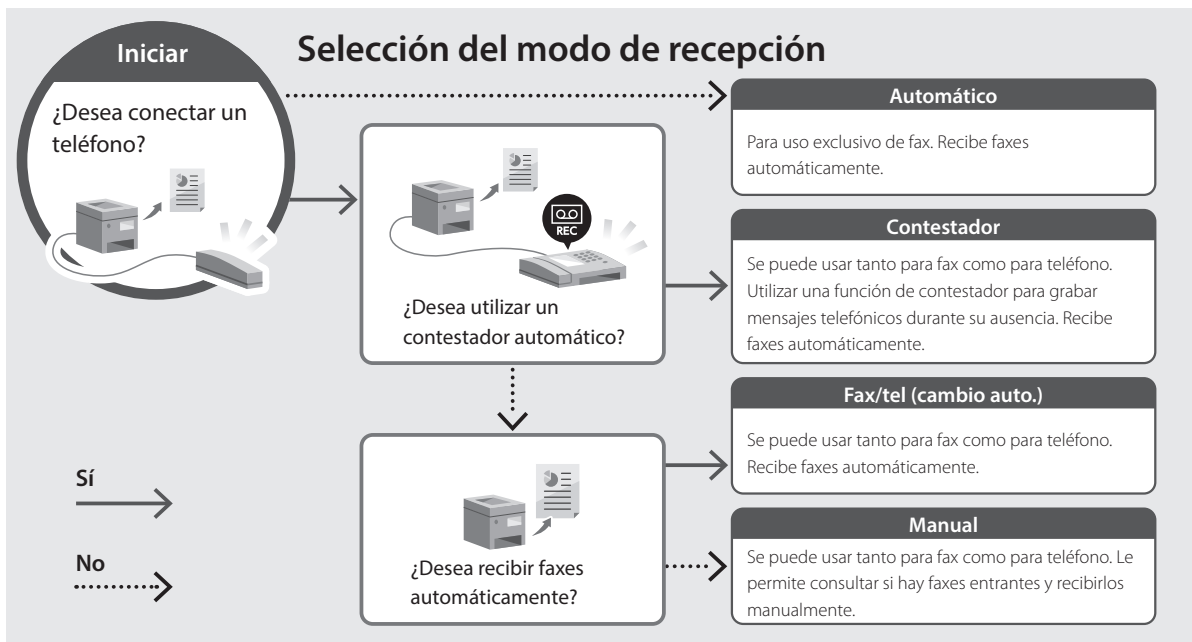 Selección del modo de recepción
Iniciar
¿Desea conectar un
teléfono?
REC
¿Desea utilizar un
contestador automático?
¿Desea recibir faxes
automáticamente?
Automático
Para uso exclusivo de fax. Recibe faxes
automáticamente.
Contestador
Se puede usar tanto para fax como para teléfono.
Utilizar una función de contestador para grabar
mensajes telefónicos durante su ausencia. Recibe
faxes automáticamente.
Fax/tel (cambio auto.)
Se puede usar tanto para fax como para teléfono.
Recibe faxes automáticamente.
Manual
Se puede usar tanto para fax como para teléfono. Le
permite consultar si hay faxes entrantes y recibirlos
manualmente.
Sí
No